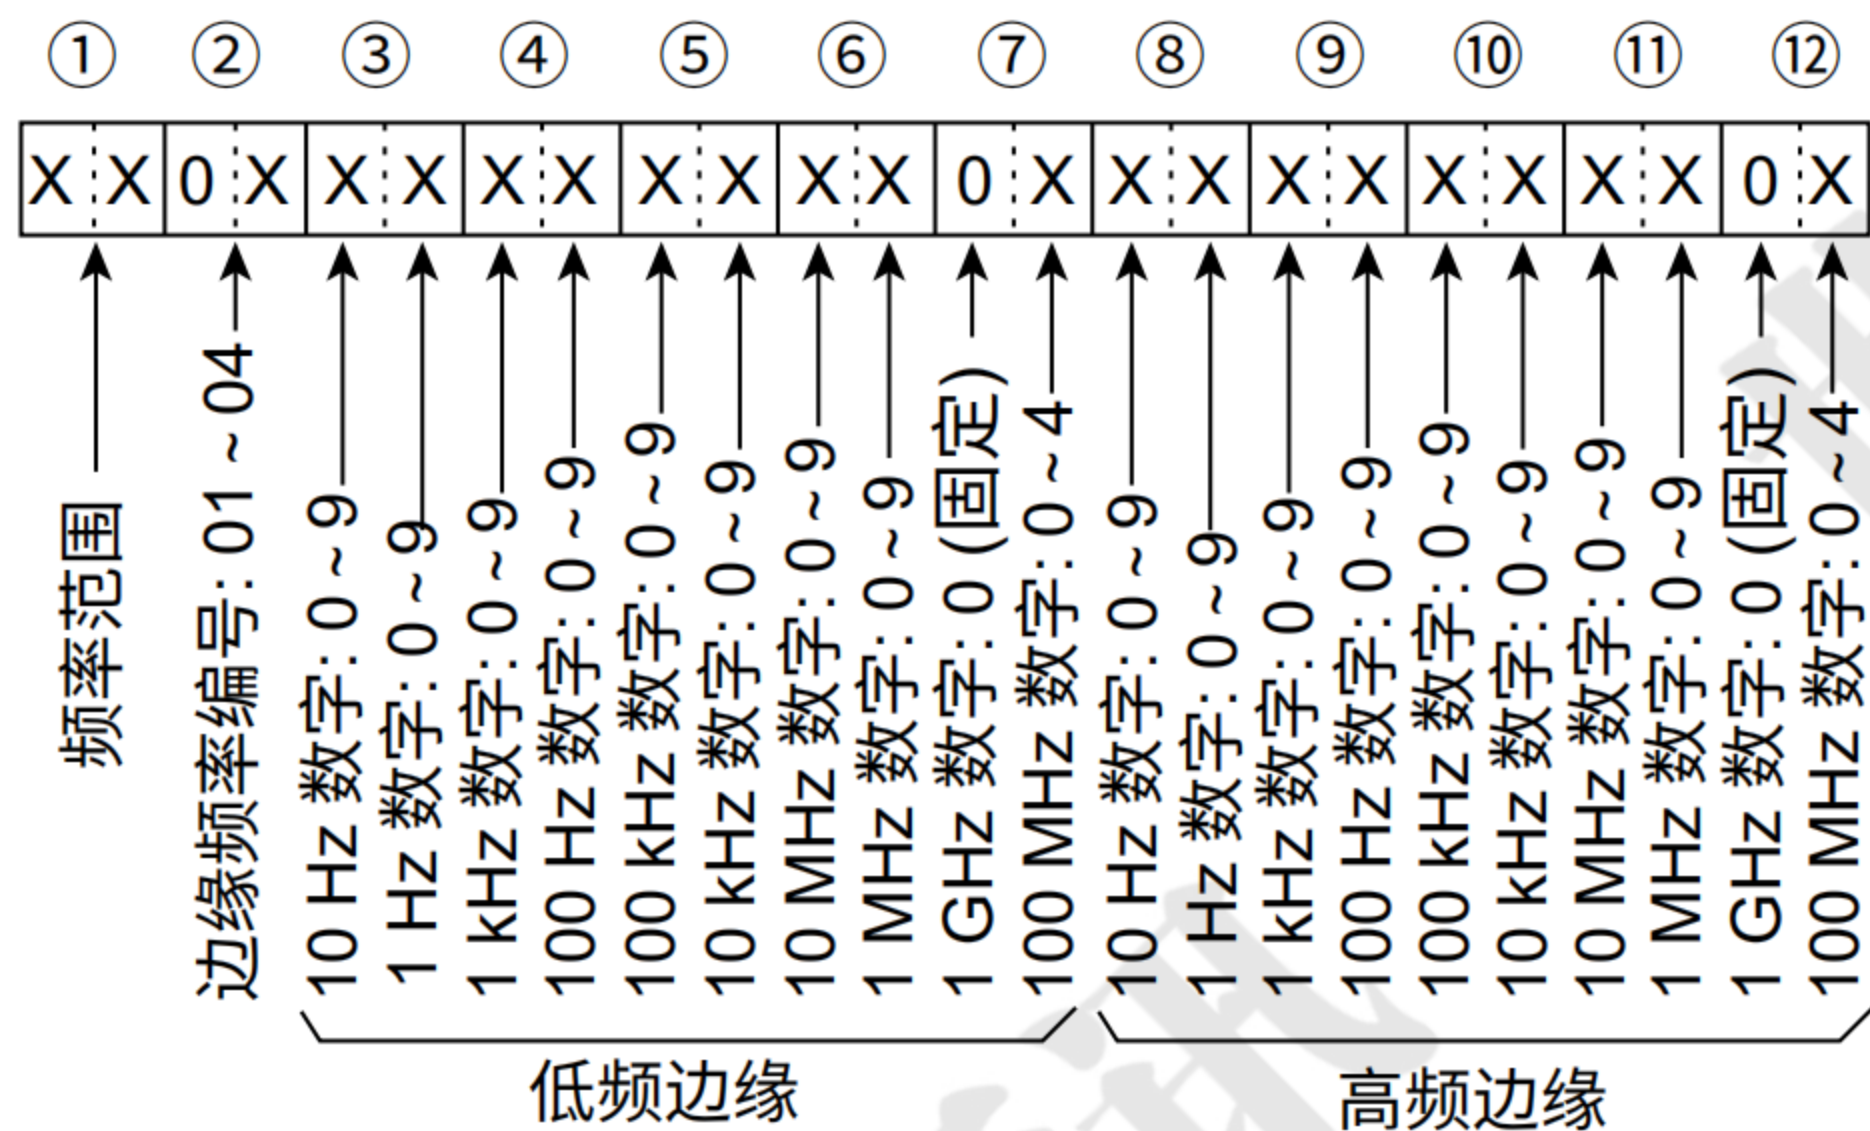 ① ② ③ ④ ⑤ ⑥ ⑦ ⑧ ⑨ ⑩ ⑪ ⑫
X X 0 X X X X X X X X X 0 X X X X X X X X X 0 X
频率范围
边缘频率编号: 01 ~ 04
10 Hz 数字: 0 ~ 9
1 Hz 数字: 0 ~ 9
1 kHz 数字: 0 ~ 9
100 Hz 数字: 0 ~ 9
100 kHz 数字: 0 ~ 9
10 kHz 数字: 0 ~ 9
10 MHz 数字: 0 ~ 9
1 MHz 数字: 0 ~ 9
1 GHz 数字: 0 (固定)
100 MHz 数字: 0 ~ 4
10 Hz 数字: 0 ~ 9
1 Hz 数字: 0 ~ 9
1 kHz 数字: 0 ~ 9
100 Hz 数字: 0 ~ 9
100 kHz 数字: 0 ~ 9
10 kHz 数字: 0 ~ 9
10 MHz 数字: 0 ~ 9
1 MHz 数字: 0 ~ 9
1 GHz 数字: 0 (固定)
100 MHz 数字: 0 ~ 4
低频边缘
高频边缘